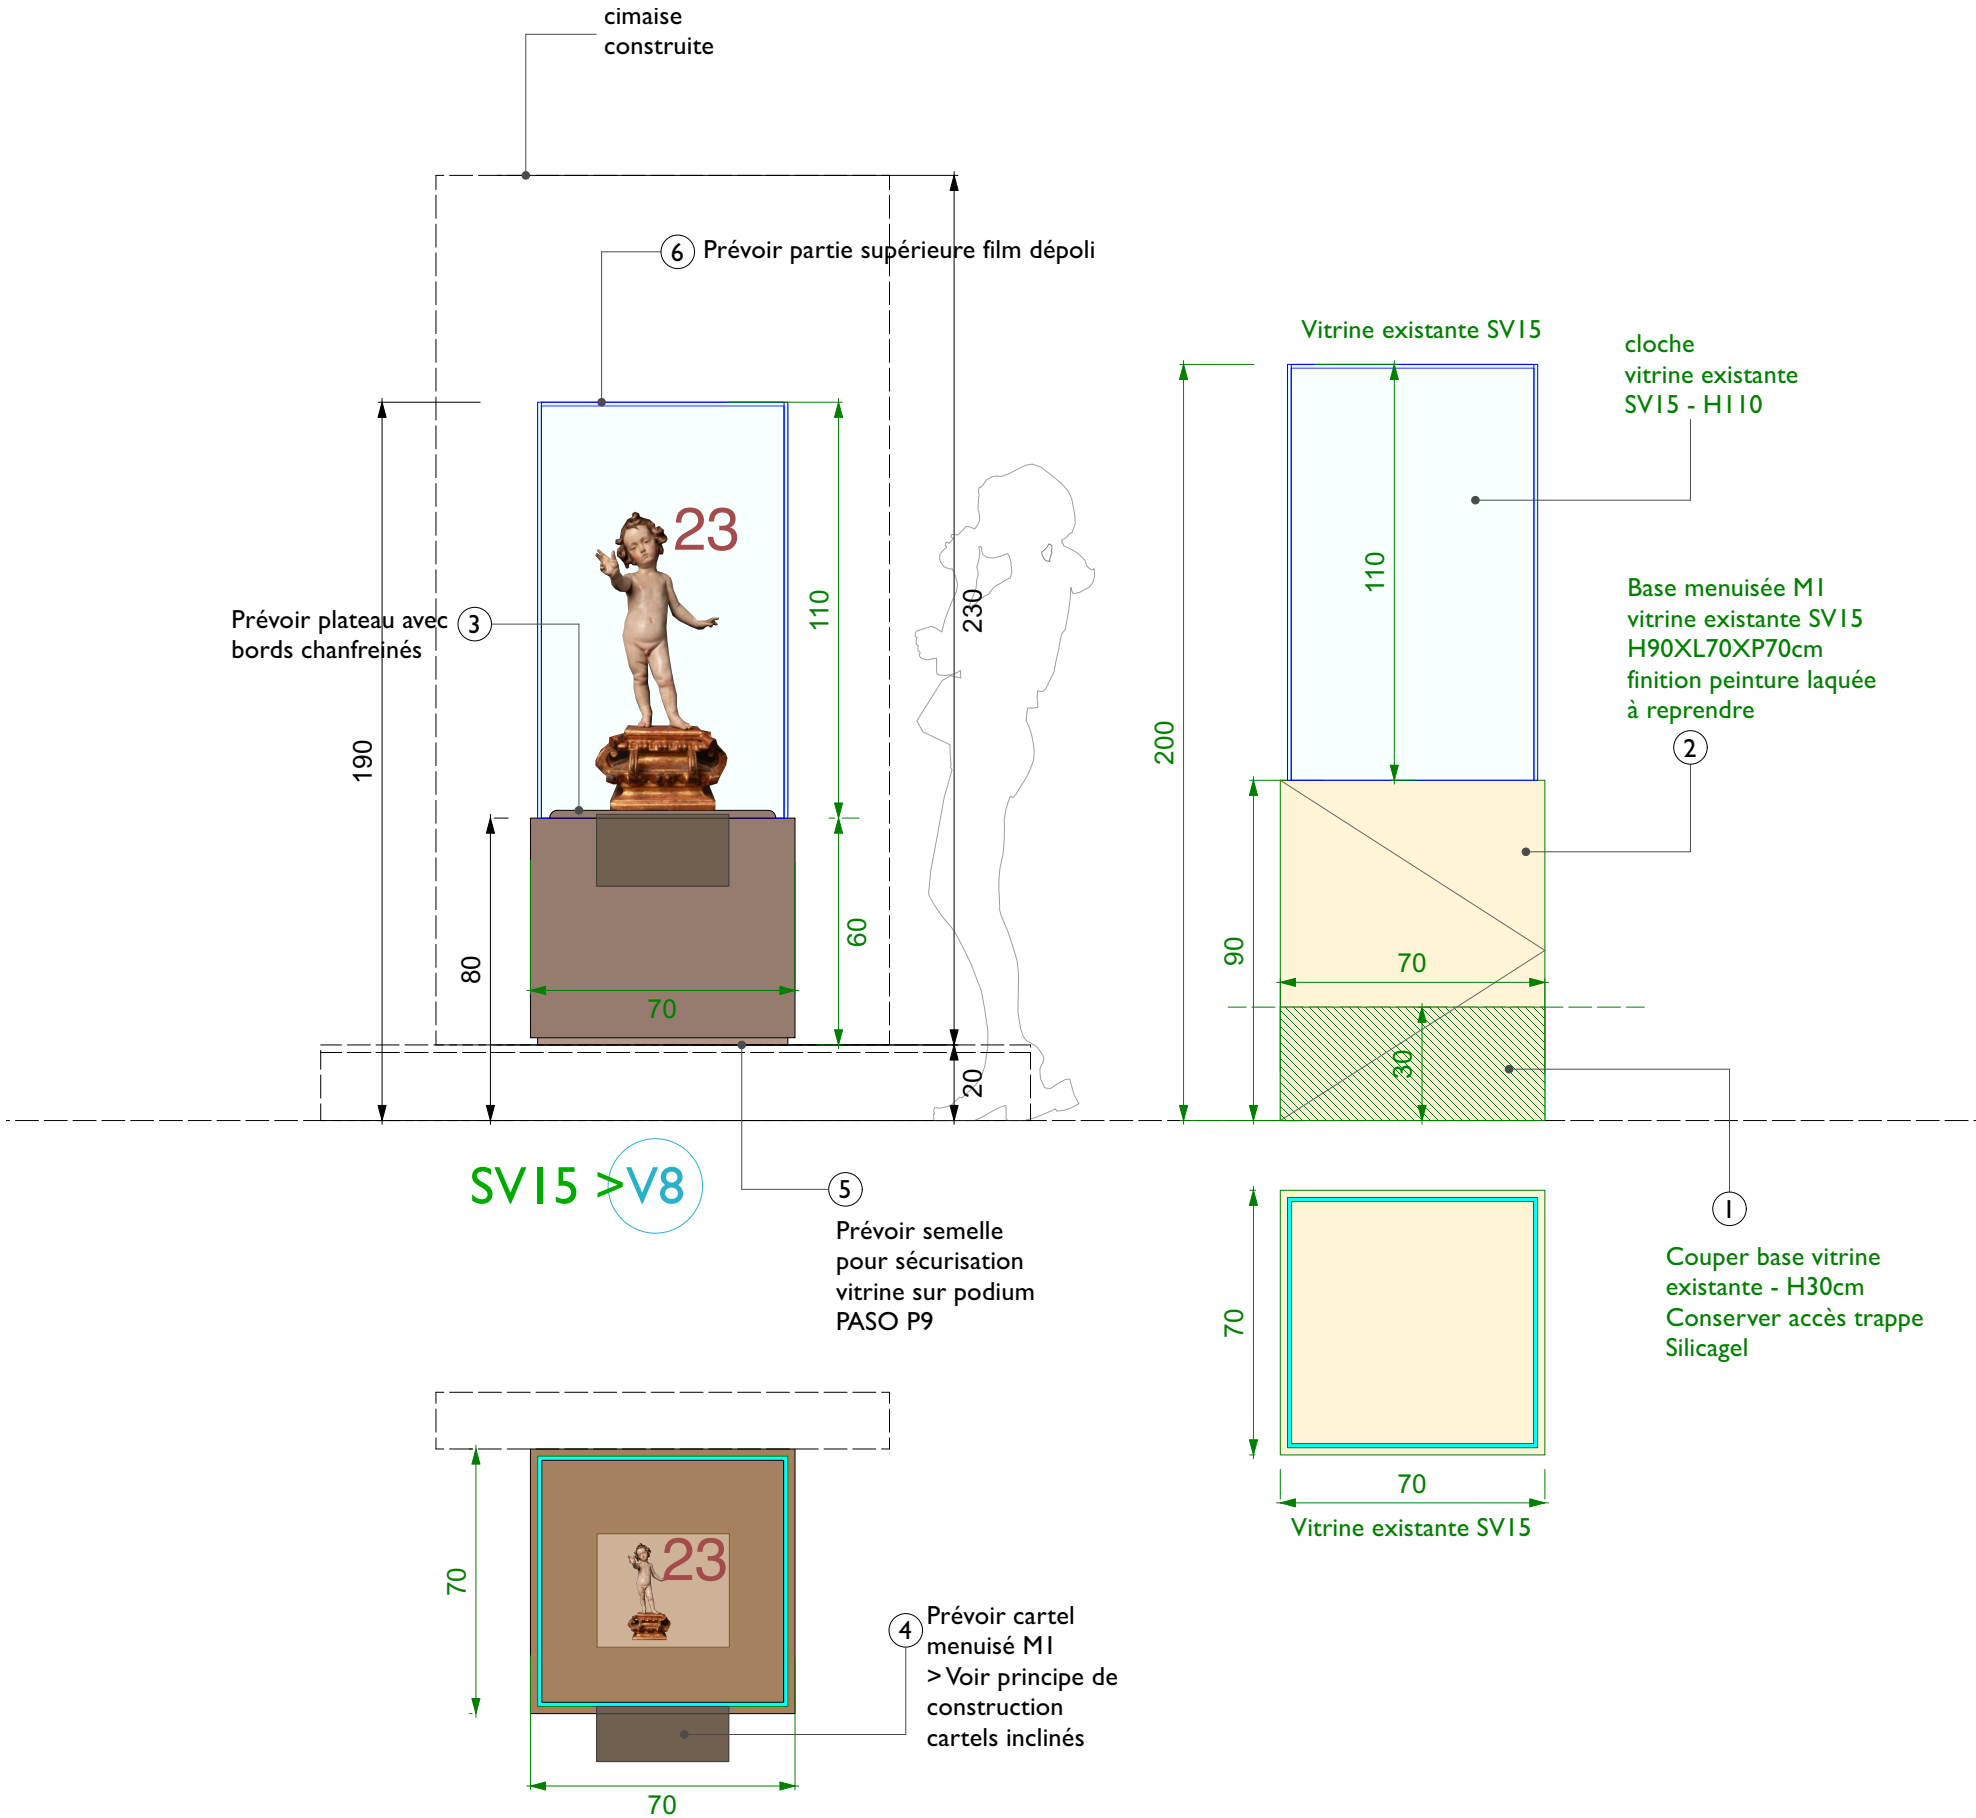 cimaise
construite
6 Prévoir partie supérieure film dépoli
Vitrine existante SV15
cloche
vitrine existante
SV15 - H110
23
Prévoir plateau avec
bords chanfreinés
3
110
230
110
Base menuisée M1
vitrine existante SV15
H90XL70XP70cm
finition peinture laquée
à reprendre
2
190
200
80
60
70
90
70
20
30
SV15 > V8
5
Prévoir semelle
pour sécurisation
vitrine sur podium
PASO P9
1
Couper base vitrine
existante - H30cm
Conserver accès trappe
Silicagel
70
70
Vitrine existante SV15
70
23
4
Prévoir cartel
menuisé M1
> Voir principe de
construction
cartels inclinés
70